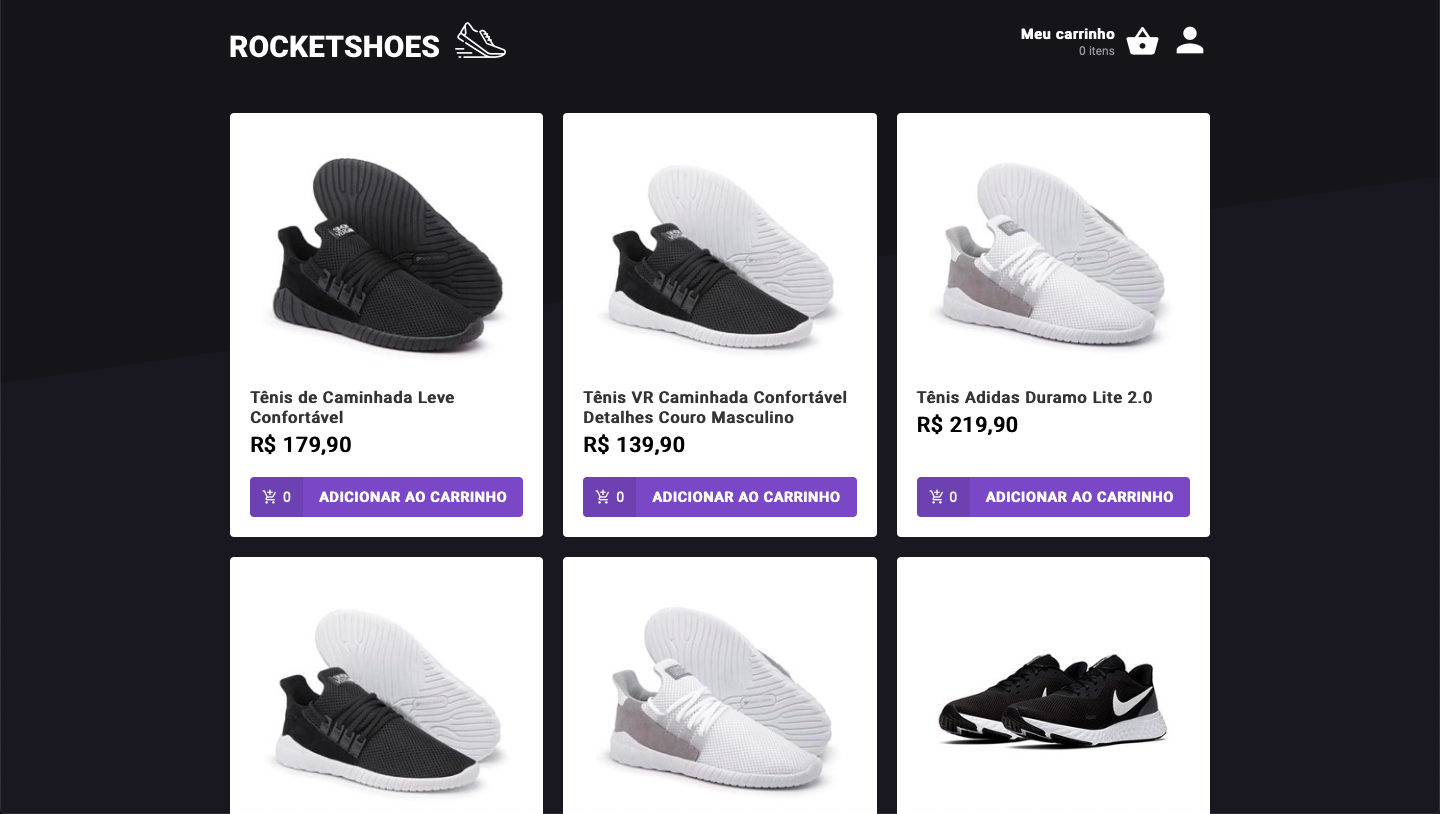 ROCKETSHOES
Meu carrinho
0 itens
Tênis de Caminhada Leve
Confortável
R$ 179,90
0 ADICIONAR AO CARRINHO
Tênis VR Caminhada Confortável
Detalhes Couro Masculino
R$ 139,90
0 ADICIONAR AO CARRINHO
Tênis Adidas Duramo Lite 2.0
R$ 219,90
0 ADICIONAR AO CARRINHO